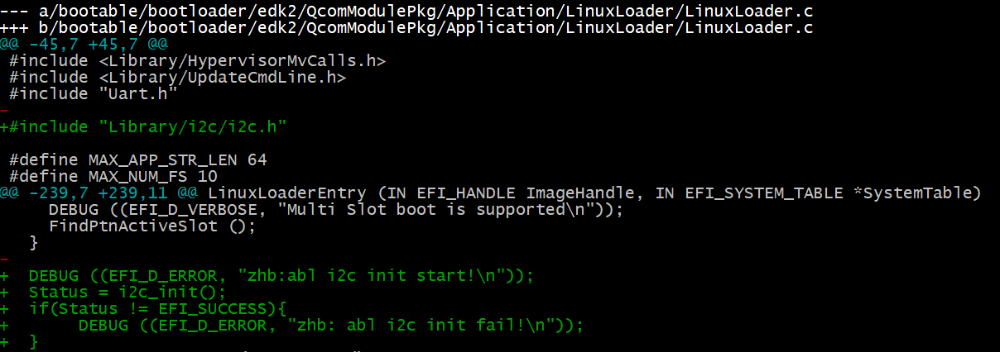 --- a/bootable/bootloader/edk2/QcomModulePkg/Application/LinuxLoader/LinuxLoader.c
+++ b/bootable/bootloader/edk2/QcomModulePkg/Application/LinuxLoader/LinuxLoader.c
@@ -45,7 +45,7 @@
 #include <Library/HypervisorMvCalls.h>
 #include <Library/UpdateCmdLine.h>
 #include "Uart.h"
-
+#include "Library/i2c/i2c.h"

 #define MAX_APP_STR_LEN 64
 #define MAX_NUM_FS 10
@@ -239,7 +239,11 @@ LinuxLoaderEntry (IN EFI_HANDLE ImageHandle, IN EFI_SYSTEM_TABLE *SystemTable)
     DEBUG ((EFI_D_VERBOSE, "Multi Slot boot is supported\n"));
     FindPtnActiveSlot ();
   }
-
+  DEBUG ((EFI_D_ERROR, "zhb:abl i2c init start!\n"));
+  Status = i2c_init();
+  if(Status != EFI_SUCCESS){
+       DEBUG ((EFI_D_ERROR, "zhb: abl i2c init fail!\n"));
+  }